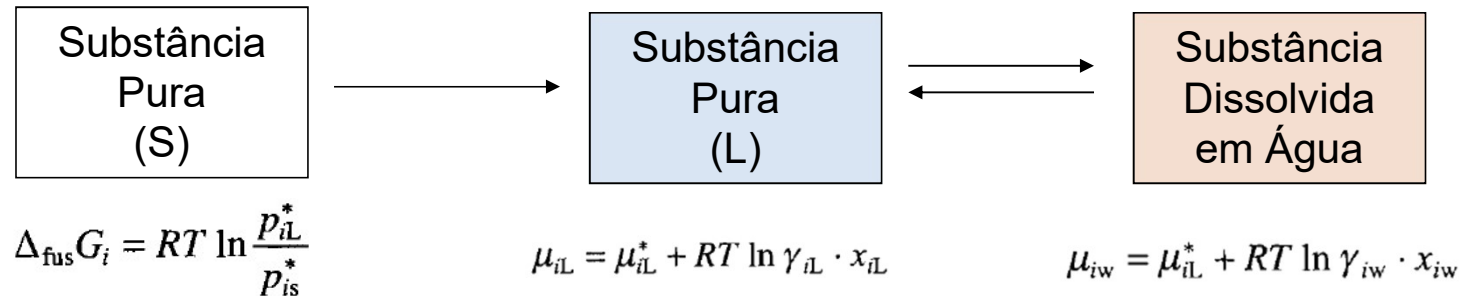 Substância
Pura
(S)
Substância
Pura
(L)
Substância
Dissolvida
em Água
Δ_fus G_i = RT ln p*_iL / p*_is
μ_iL = μ*_iL + RT ln γ_iL · x_iL
μ_iw = μ*_iL + RT ln γ_iw · x_iw